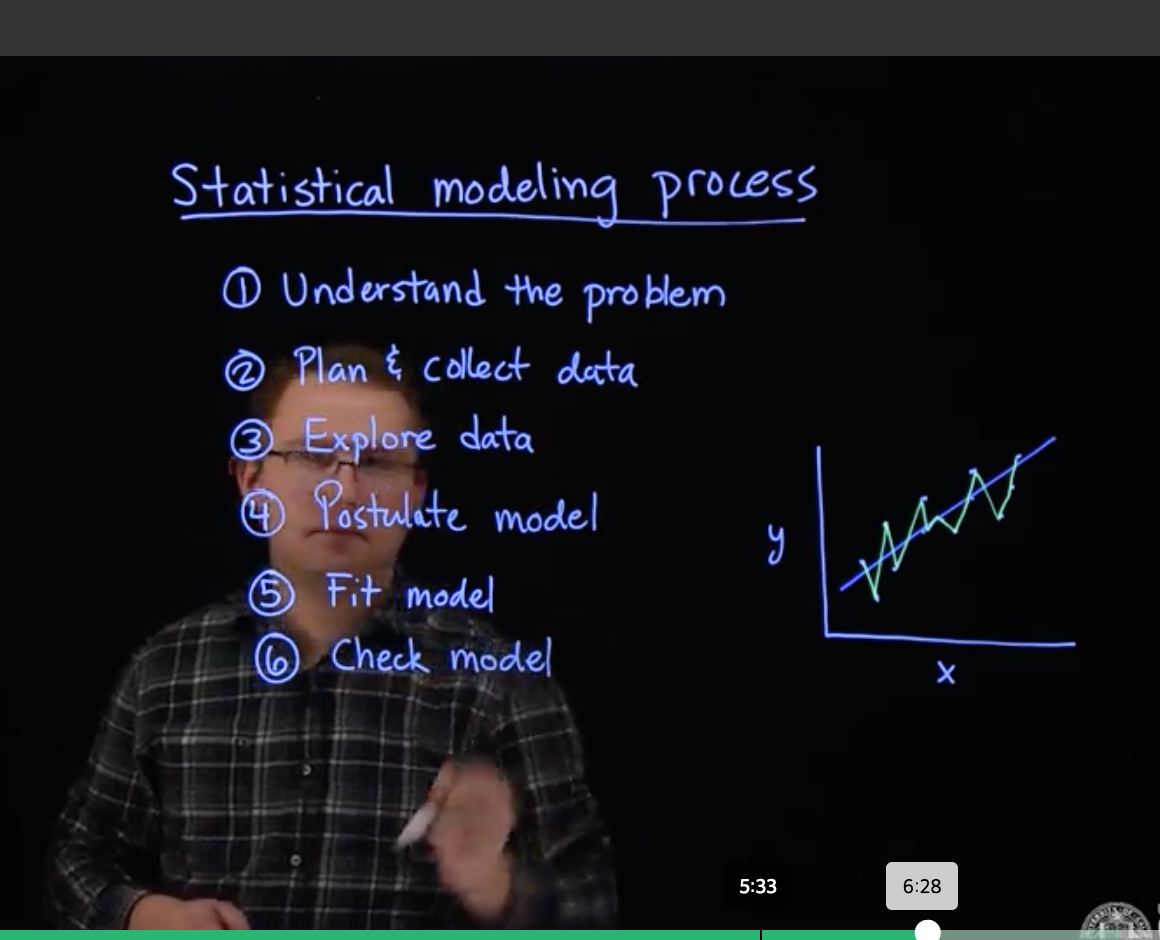 Statistical modeling process
① Understand the problem
② Plan & collect data
③ Explore data
④ Postulate model
⑤ Fit model
⑥ Check model
y
x
5:33
6:28